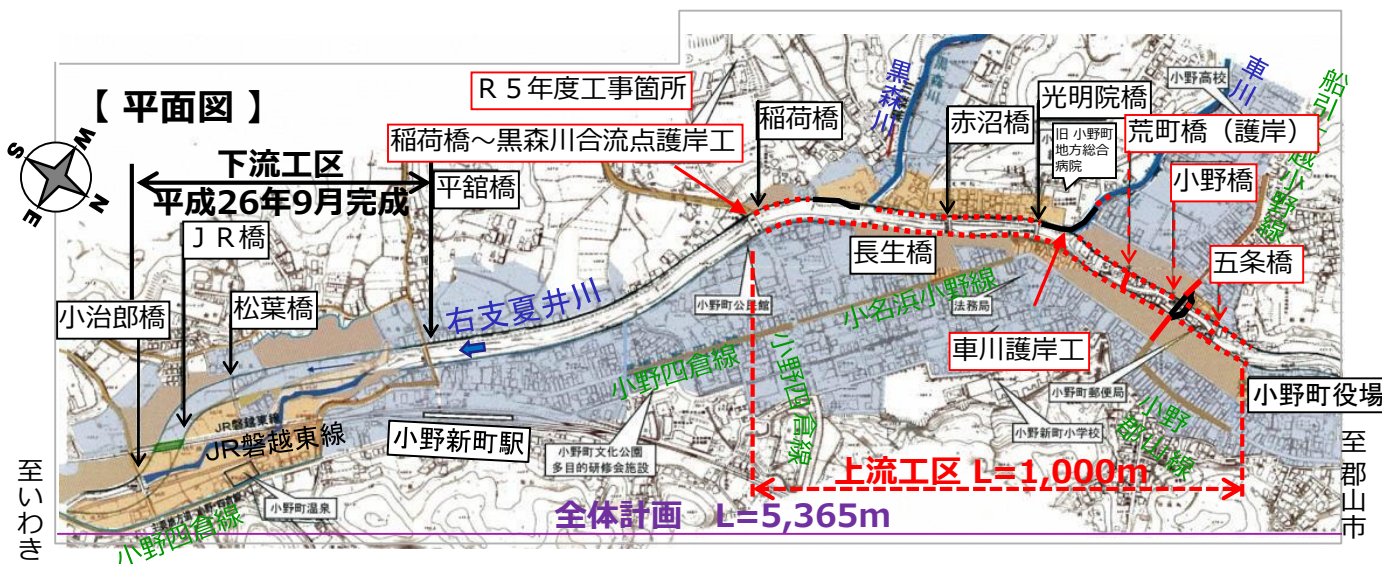 【 平面図 】
S
W
E
N
下流工区
平成26年9月完成
R５年度工事箇所
稲荷橋～黒森川合流点護岸工
稲荷橋
黒森川
黒森川
赤沼橋
光明院橋
旧 小野町
地方総合
病院
小野高校
車川
船引
越小野線
荒町橋（護岸）
小野橋
五条橋
平舘橋
ＪＲ橋
松葉橋
小治郎橋
右支夏井川
長生橋
小野町公民館
小名浜小野線
法務局
車川護岸工
小野四倉線
小野四倉線
小野町郵便局
小野町役場
小野新町小学校
小野
郡山線
JR磐越東線
JR磐越東線
小野新町駅
小野町文化公園
多目的研修会施設
小野町温泉
小野四倉線
上流工区 L=1,000m
全体計画　L=5,365m
至いわき
至郡山市